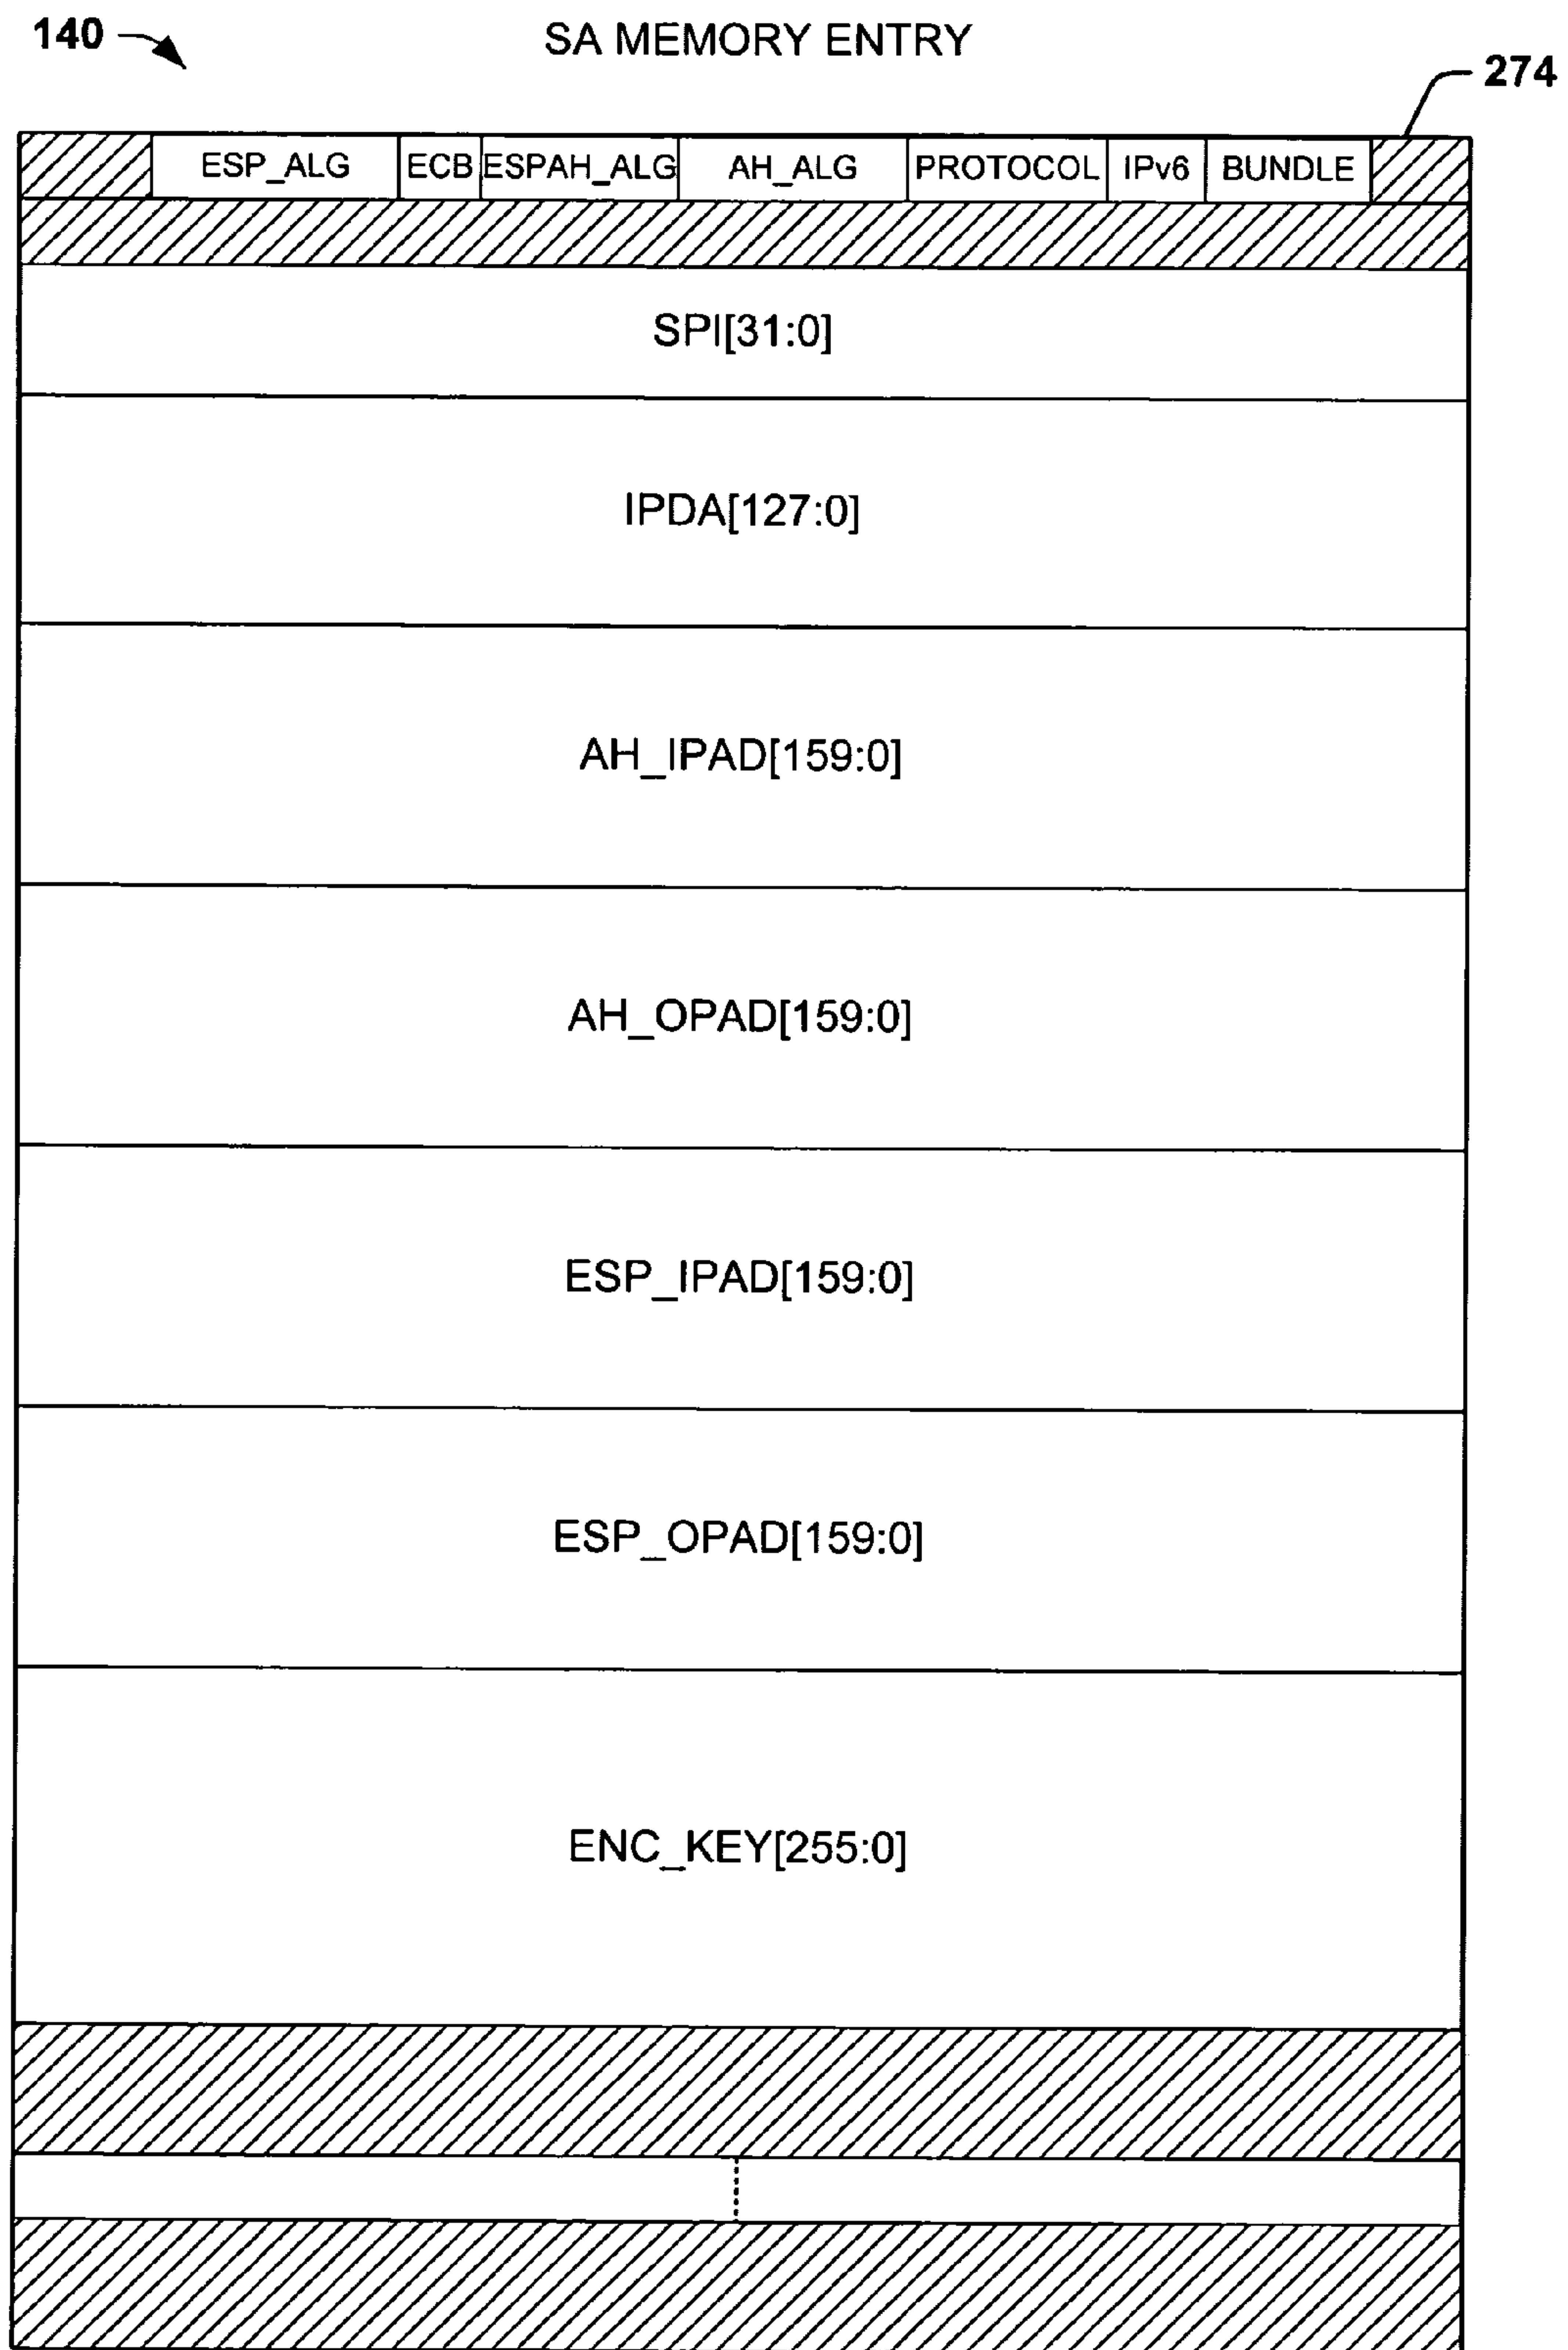 140
SA MEMORY ENTRY
274
ESP_ALG ECB ESPAH_ALG AH_ALG PROTOCOL IPv6 BUNDLE
SPI[31:0]
IPDA[127:0]
AH_IPAD[159:0]
AH_OPAD[159:0]
ESP_IPAD[159:0]
ESP_OPAD[159:0]
ENC_KEY[255:0]